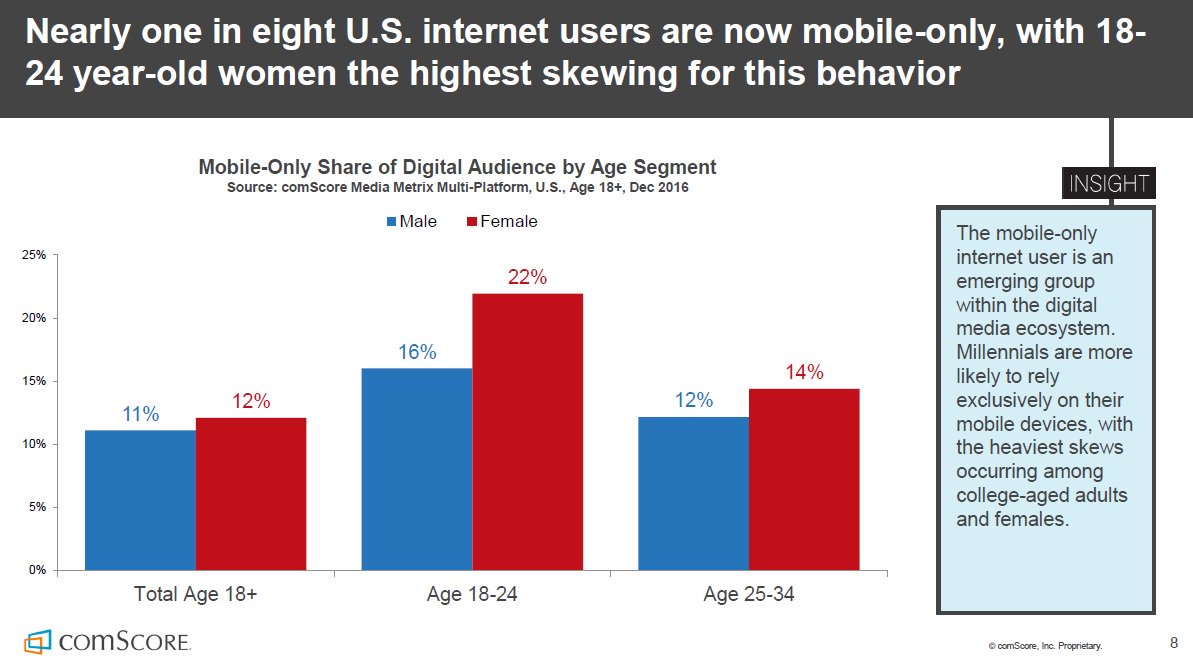 Nearly one in eight U.S. internet users are now mobile-only, with 18-
24 year-old women the highest skewing for this behavior
Mobile-Only Share of Digital Audience by Age Segment
Source: comScore Media Metrix Multi-Platform, U.S., Age 18+, Dec 2016
Male Female
25%
20%
15%
10%
5%
0%
11%
12%
16%
22%
12%
14%
Total Age 18+
Age 18-24
Age 25-34
INSIGHT
The mobile-only
internet user is an
emerging group
within the digital
media ecosystem.
Millennials are more
likely to rely
exclusively on their
mobile devices, with
the heaviest skews
occurring among
college-aged adults
and females.
comSCORE.
© comScore, Inc. Proprietary.
8